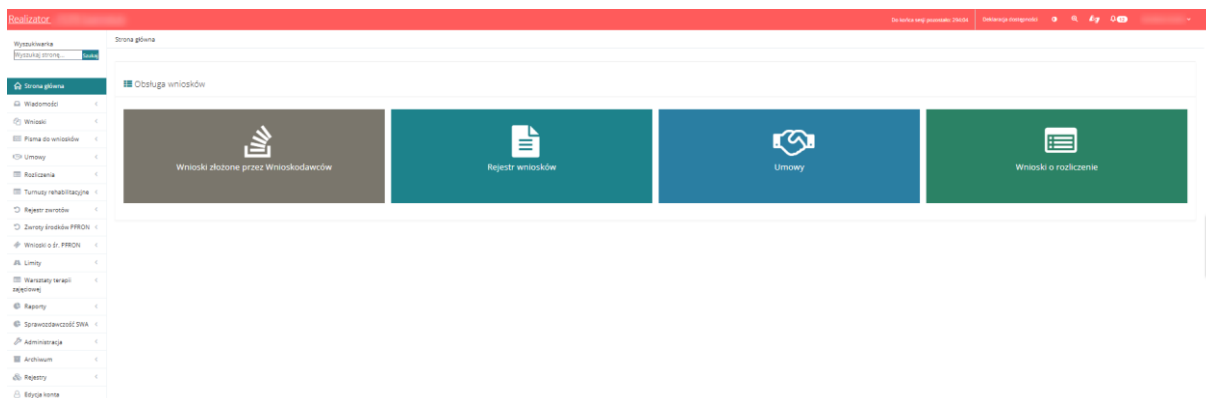 Realizator
Do końca sesji pozostało:
Deklaracja dostępności
Wyszukiwarka
Wyszukaj stronę...
Szukaj
Strona główna
Strona główna
Wiadomości
Wnioski
Pisma do wniosków
Umowy
Rozliczenia
Turnusy rehabilitacyjne
Rejestr zwrotów
Zwroty środków PFRON
Wnioski o śr. PFRON
Limity
Warsztaty terapii
zajęciowej
Raporty
Sprawozdawczość SWA
Administracja
Archiwum
Rejestry
Edycja konta
Obsługa wniosków
Wnioski złożone przez Wnioskodawców
Rejestr wniosków
Umowy
Wnioski o rozliczenie